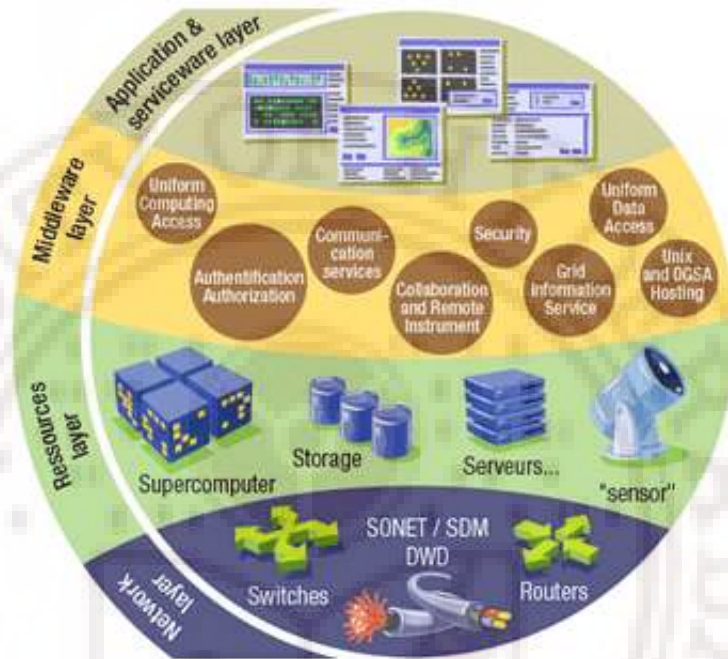 Application &
serviceware layer
Middleware
layer
Uniform
Computing
Access
Authentification
Authorization
Communi-
cation
services
Collaboration
and Remote
Instrument
Security
Grid
Information
Service
Uniform
Data
Access
Unix
and OGSA
Hosting
Ressources
layer
Supercomputer
Storage
Serveurs...
"sensor"
Network
layer
Switches
SONET / SDM
DWD
Routers